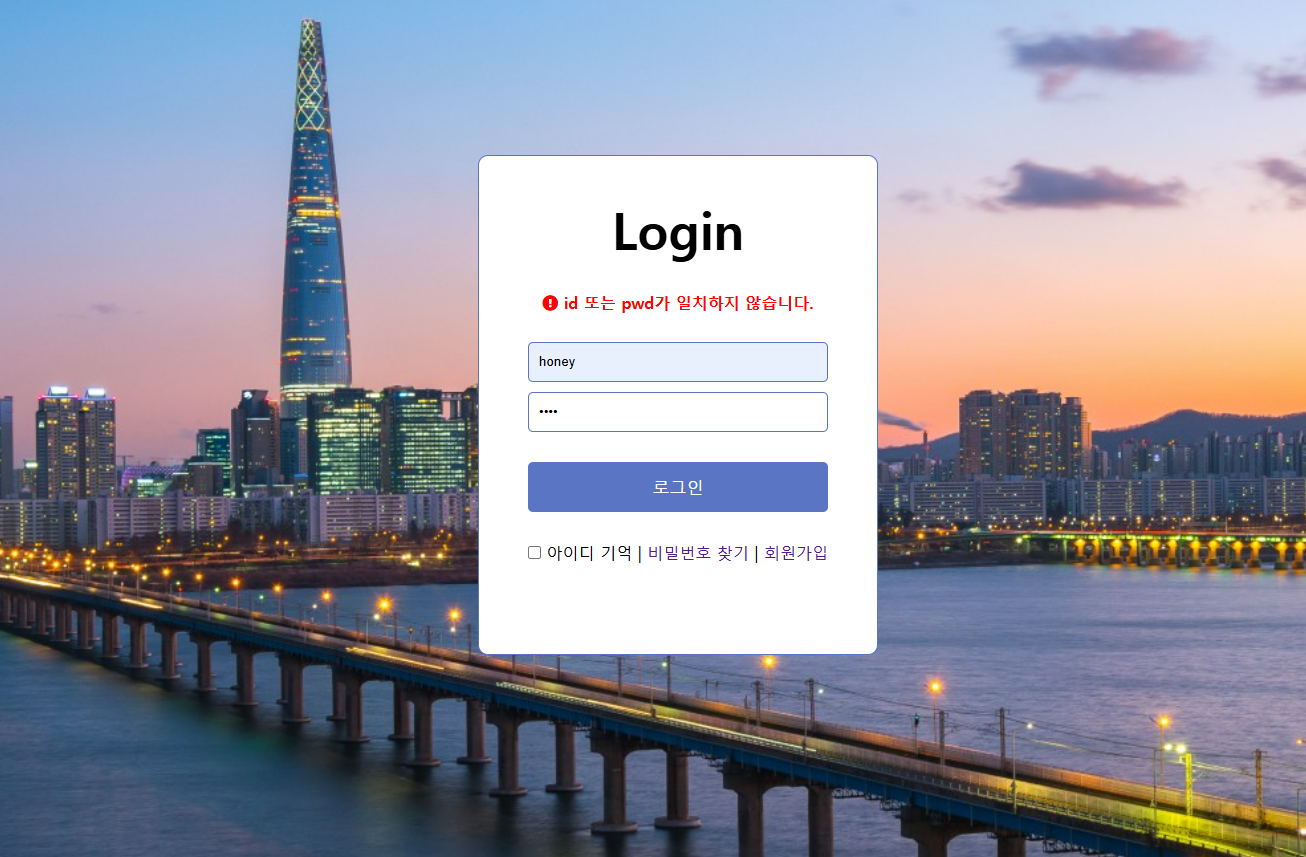 Login
id 또는 pwd가 일치하지 않습니다.
honey
••••
로그인
아이디 기억 | 비밀번호 찾기 | 회원가입